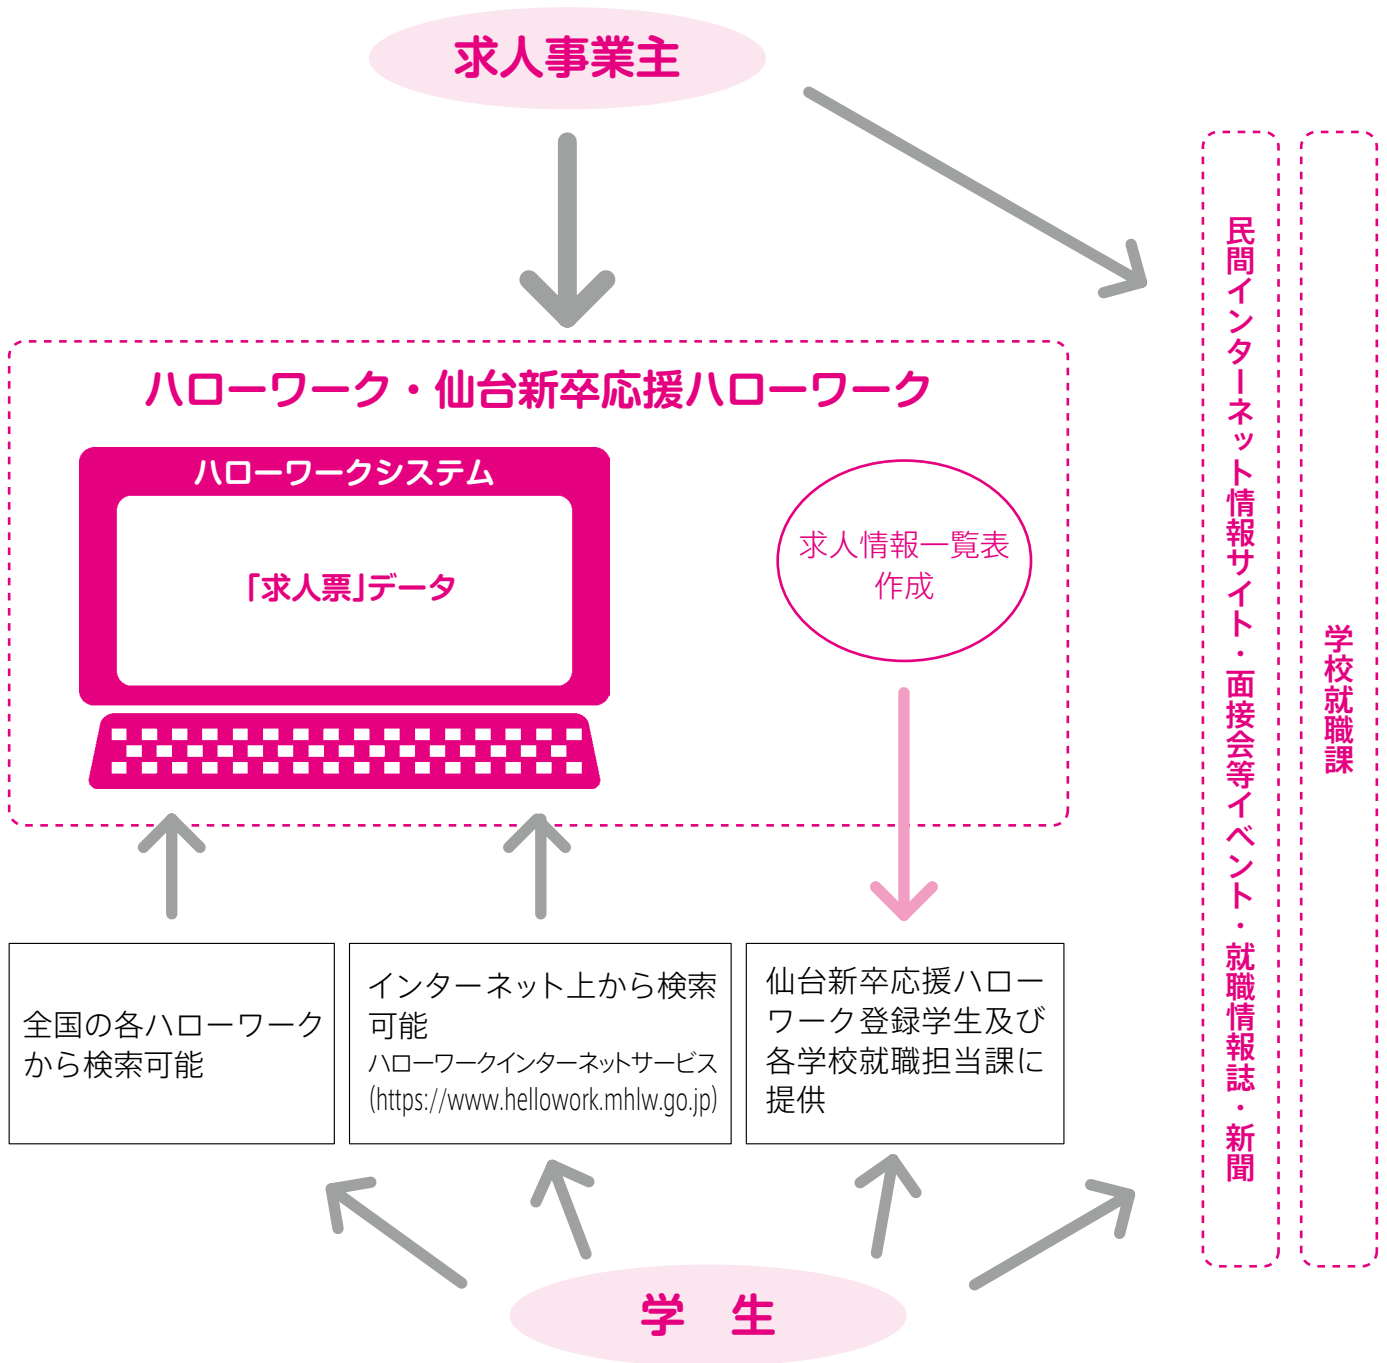 求人事業主
ハローワーク・仙台新卒応援ハローワーク
ハローワークシステム
「求人票」データ
求人情報一覧表
作成
全国の各ハローワーク
から検索可能
インターネット上から検索
可能
ハローワークインターネットサービス
(https://www.hellowork.mhlw.go.jp)
仙台新卒応援ハロー
ワーク登録学生及び
各学校就職担当課に
提供
民間インターネット情報サイト・面接会等イベント・就職情報誌・新聞
学校就職課
学　生